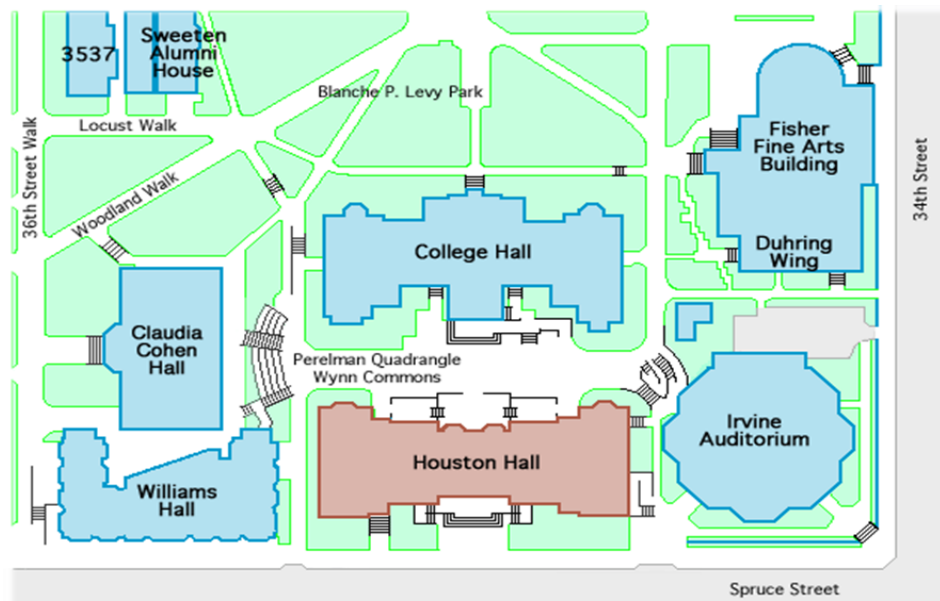 3537
Sweeten
Alumni
House
Blanche P. Levy Park
Locust Walk
36th Street Walk
Woodland Walk
Fisher
Fine Arts
Building
34th Street
College Hall
Duhring
Wing
Claudia
Cohen
Hall
Perelman Quadrangle
Wynn Commons
Irvine
Auditorium
Houston Hall
Williams
Hall
Spruce Street